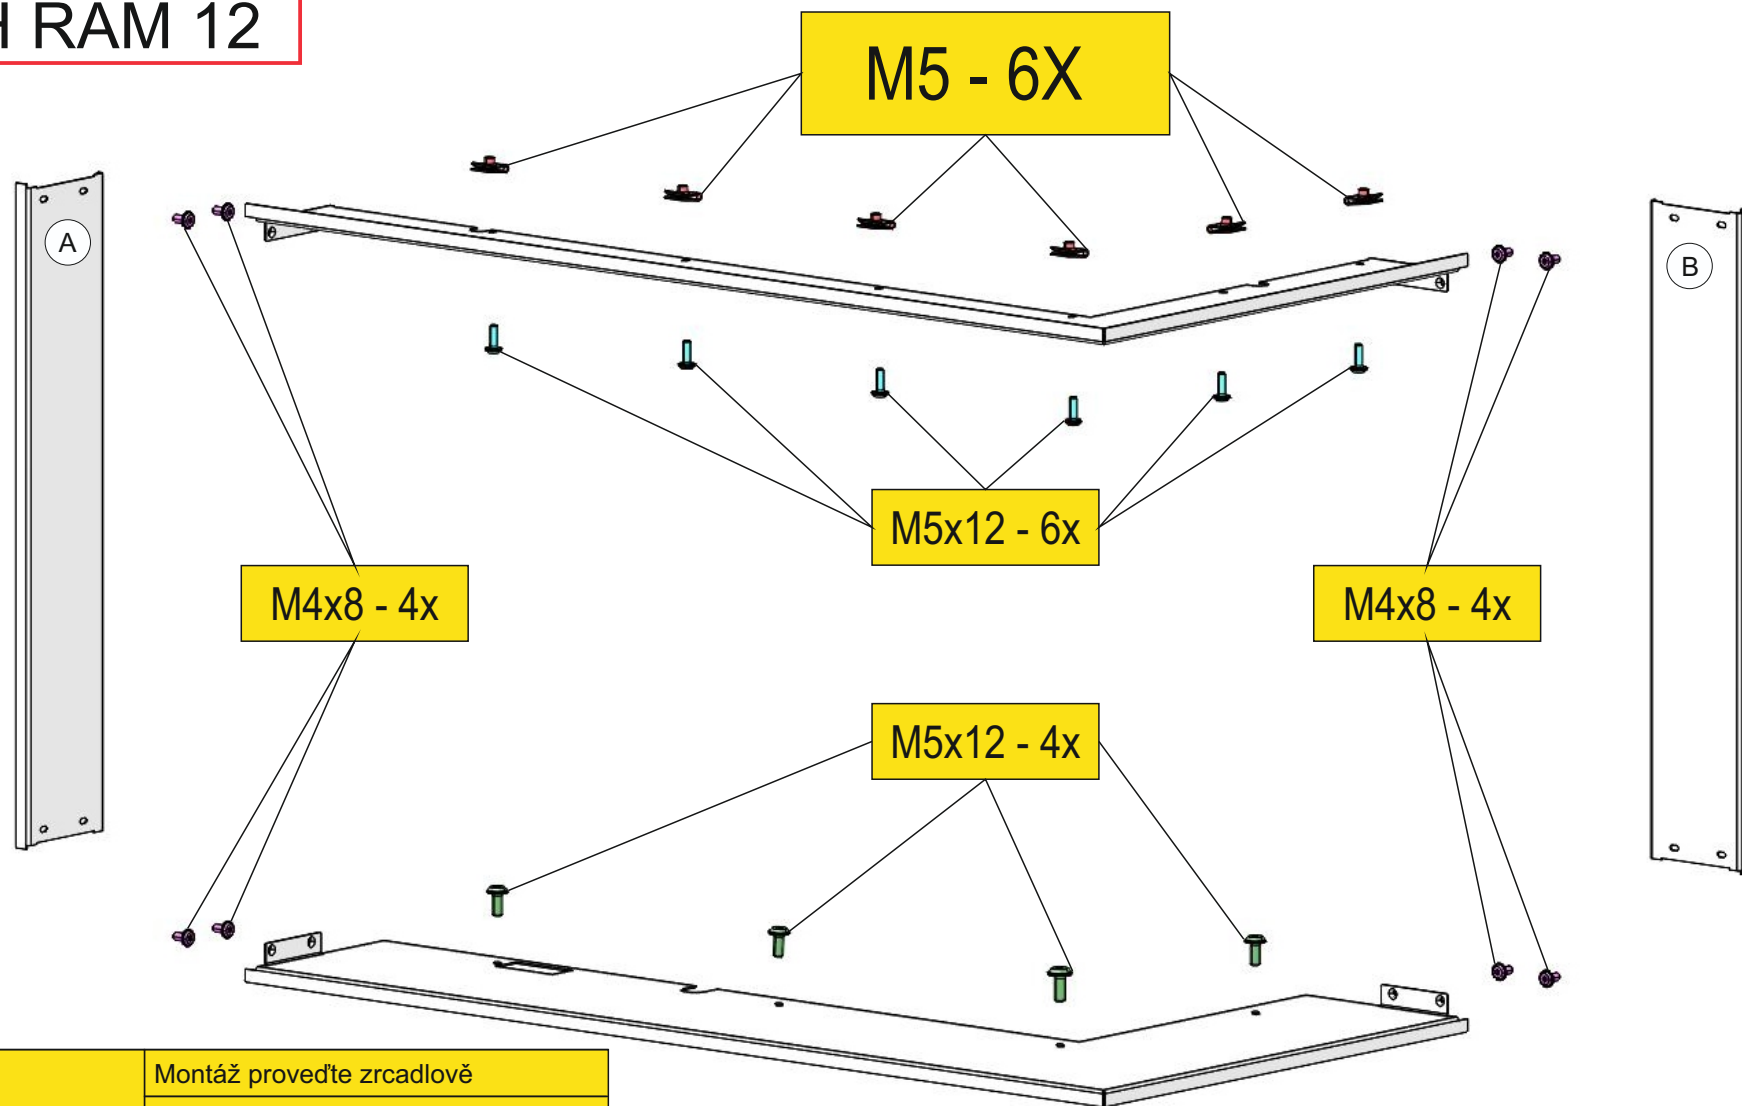 H RAM 12
M5 - 6X
A
B
M5x12 - 6x
M4x8 - 4x
M4x8 - 4x
M5x12 - 4x
Montáž proveďte zrcadlově